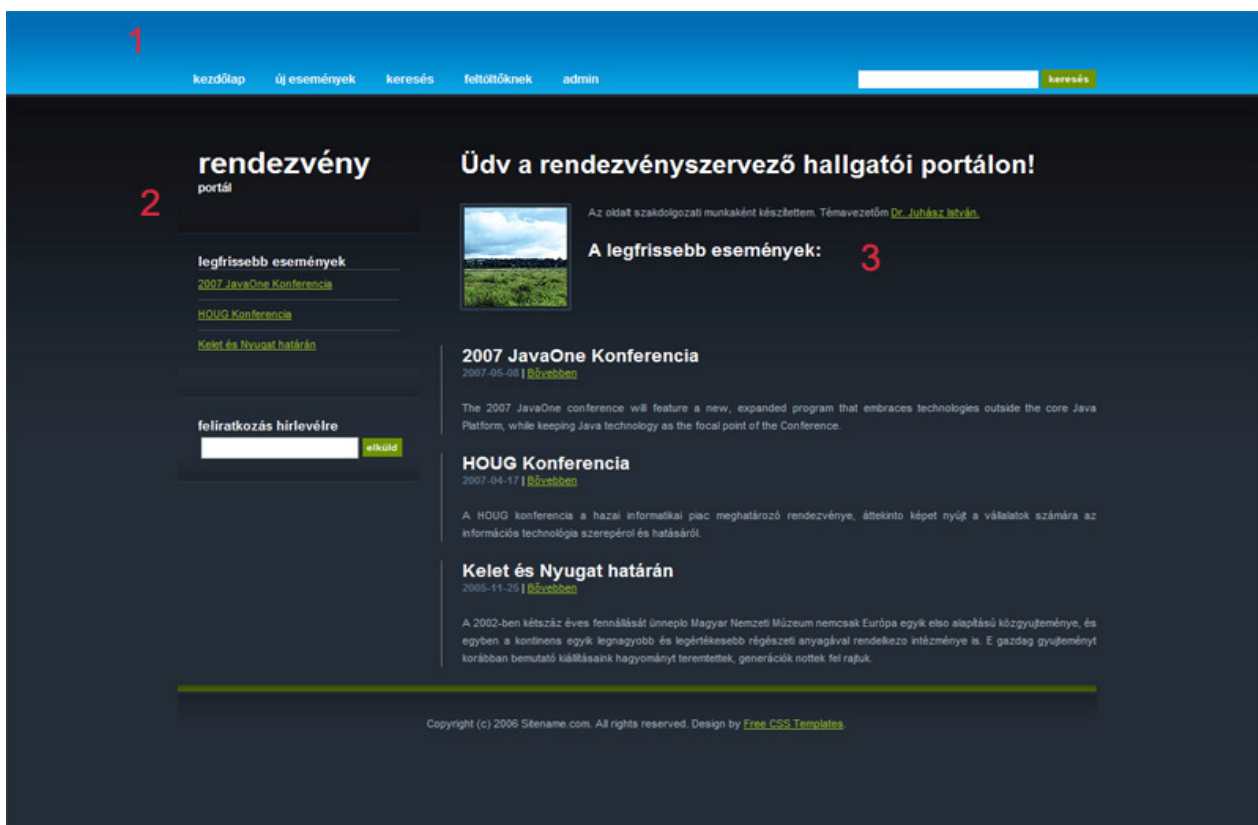 1
kezdőlap új események keresés feltöltőknek admin keresés
rendezvény
portál
2
legfrissebb események
2007 JavaOne Konferencia
HOUG Konferencia
Kelet és Nyugat határán
feliratkozás hírlevélre
elküld
Üdv a rendezvényszervező hallgatói portálon!
Az oldalt szakdolgozati munkaként készítettem. Témavezetőm Dr. Juhász István.
A legfrissebb események:
3
2007 JavaOne Konferencia
2007-05-08 | Bővebben
The 2007 JavaOne conference will feature a new, expanded program that embraces technologies outside the core Java
Platform, while keeping Java technology as the focal point of the Conference.
HOUG Konferencia
2007-04-17 | Bővebben
A HOUG konferencia a hazai informatikai piac meghatározó rendezvénye, áttekinto képet nyújt a vállalatok számára az
információs technológia szerepérol és hatásáról.
Kelet és Nyugat határán
2005-11-25 | Bővebben
A 2002-ben kétszáz éves fennállását ünneplo Magyar Nemzeti Múzeum nemcsak Európa egyik elso alapítású közgyujteménye, és
egyben a kontinens egyik legnagyobb és legértékesebb régészeti anyagával rendelkezo intézménye is. E gazdag gyujteményt
korábban bemutató kiállításaink hagyományt teremtettek, generációk nottek fel rajtuk.
Copyright (c) 2006 Sitename.com. All rights reserved. Design by Free CSS Templates.